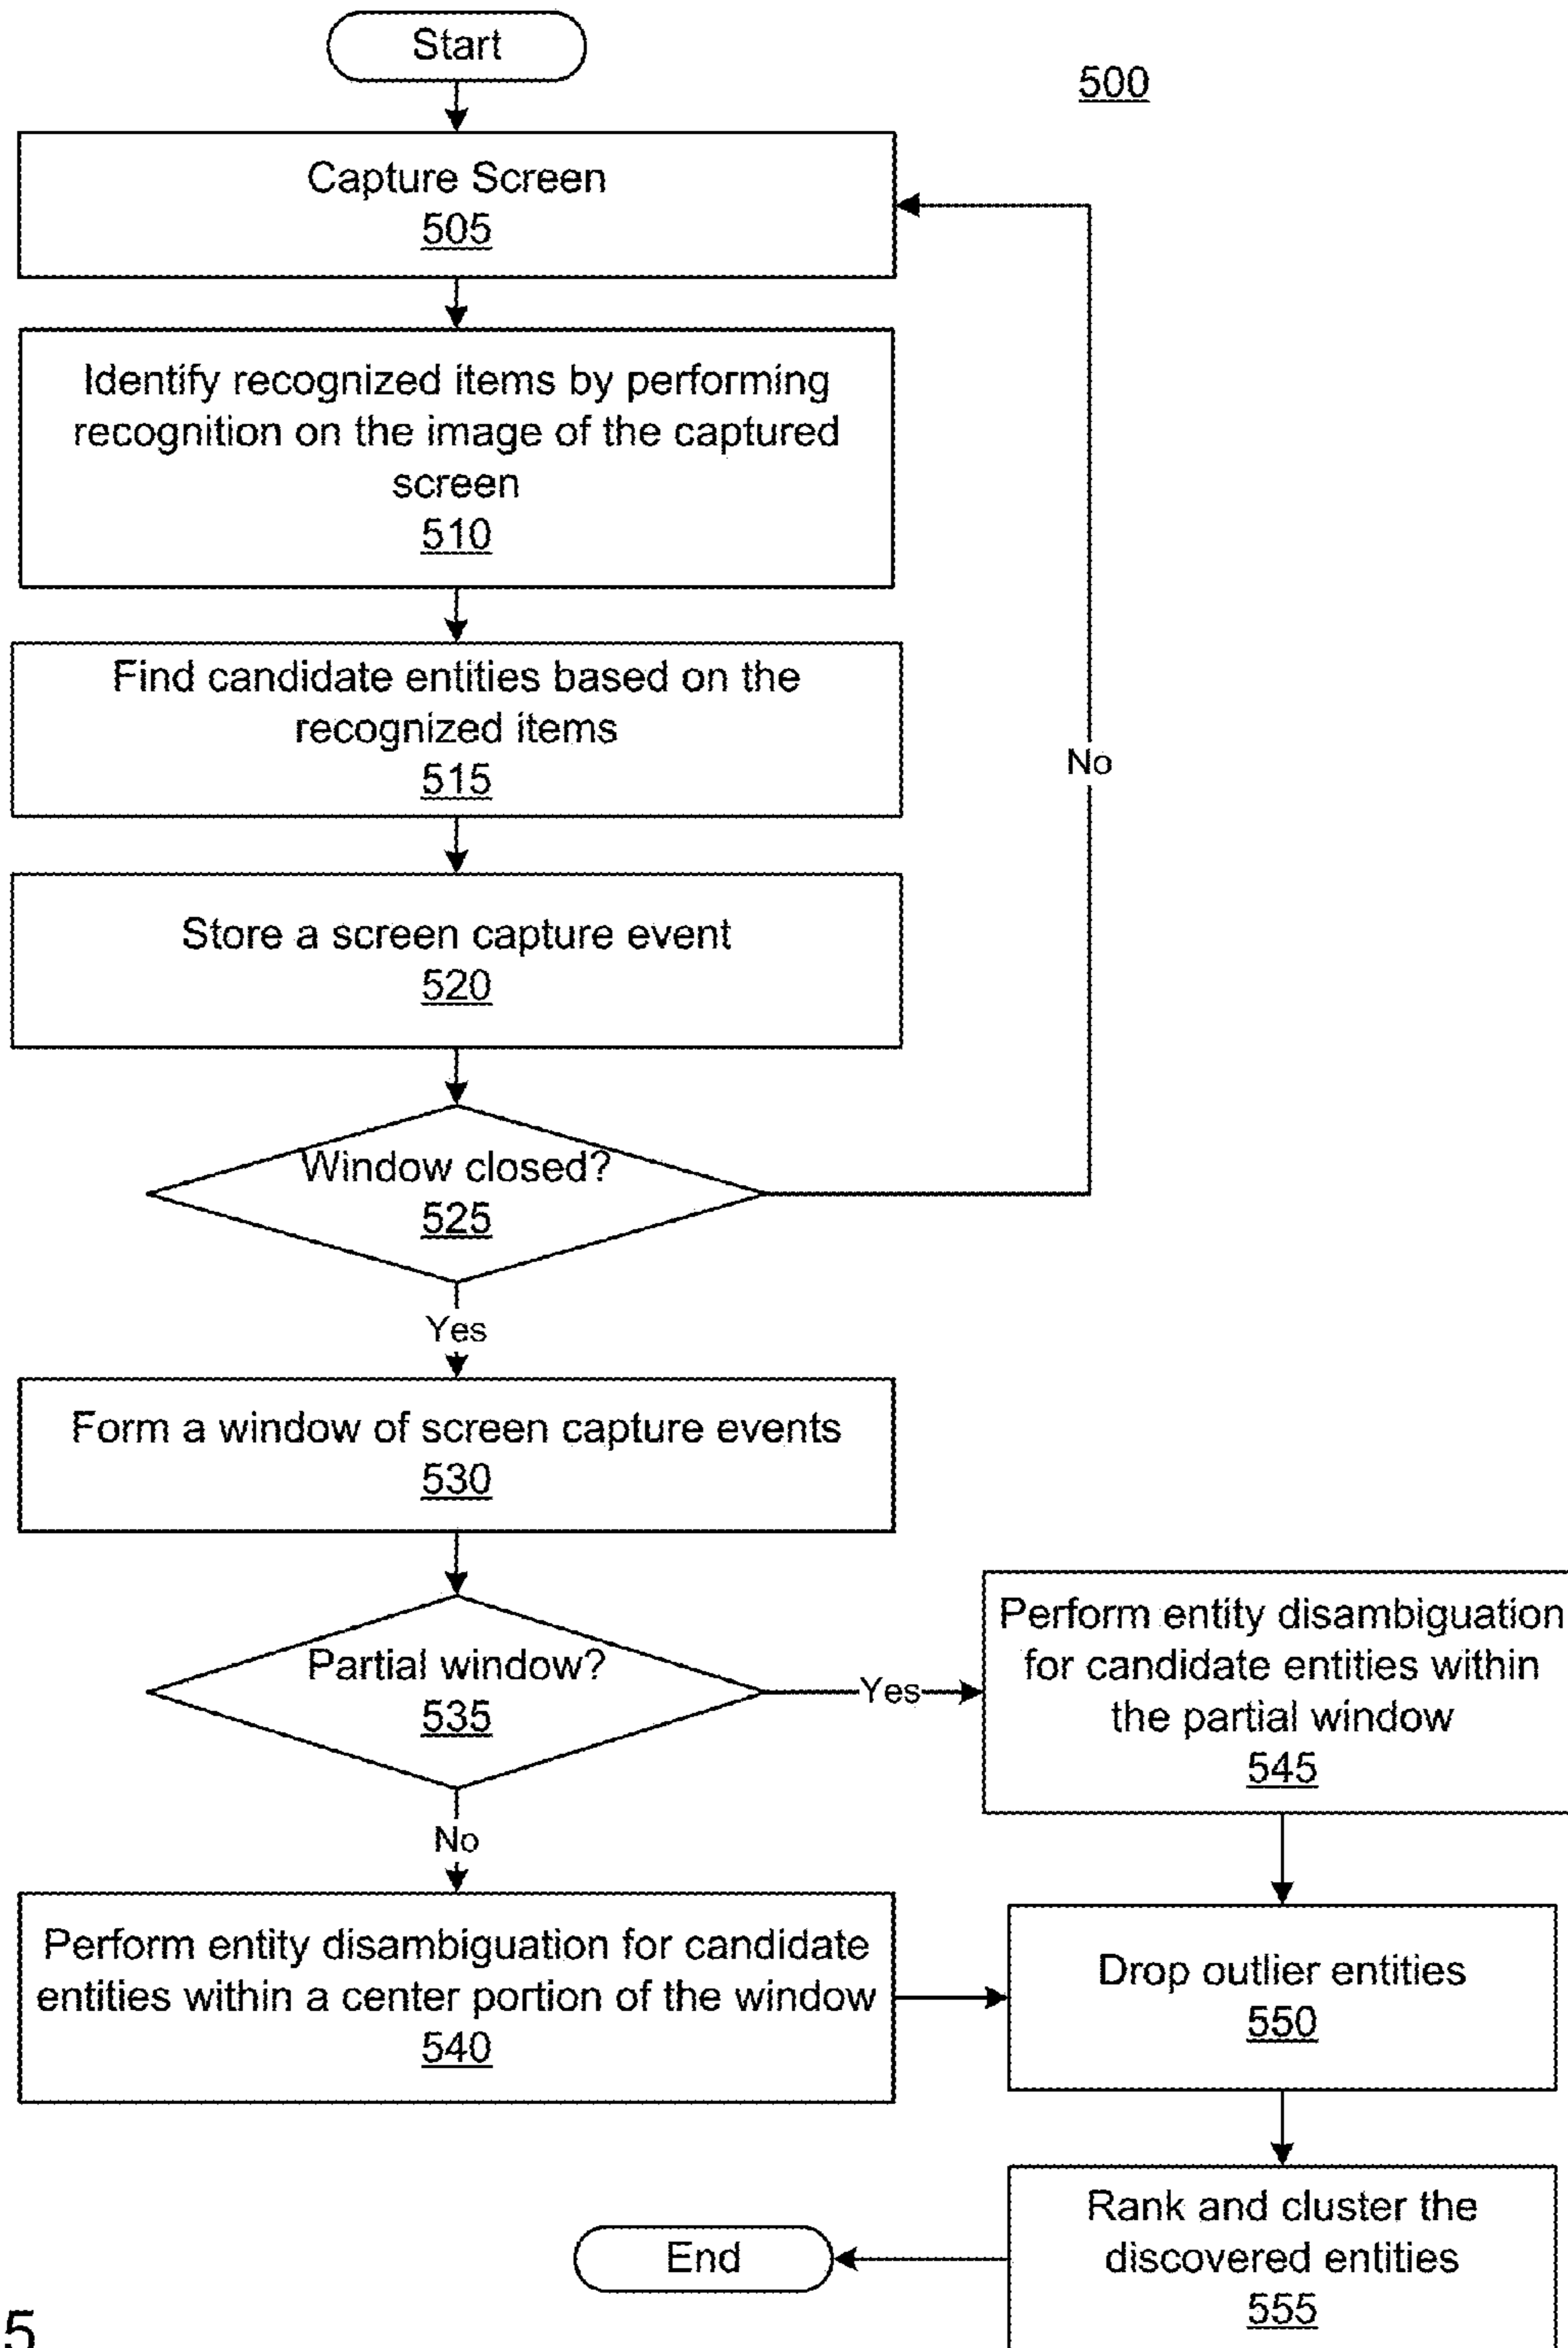 Start
500
Capture Screen
505
Identify recognized items by performing
recognition on the image of the captured
screen
510
Find candidate entities based on the
recognized items
515
No
Store a screen capture event
520
Window closed?
525
Yes
Form a window of screen capture events
530
Partial window?
535
Yes
Perform entity disambiguation
for candidate entities within
the partial window
545
No
Perform entity disambiguation for candidate
entities within a center portion of the window
540
Drop outlier entities
550
Rank and cluster the
discovered entities
555
End
5